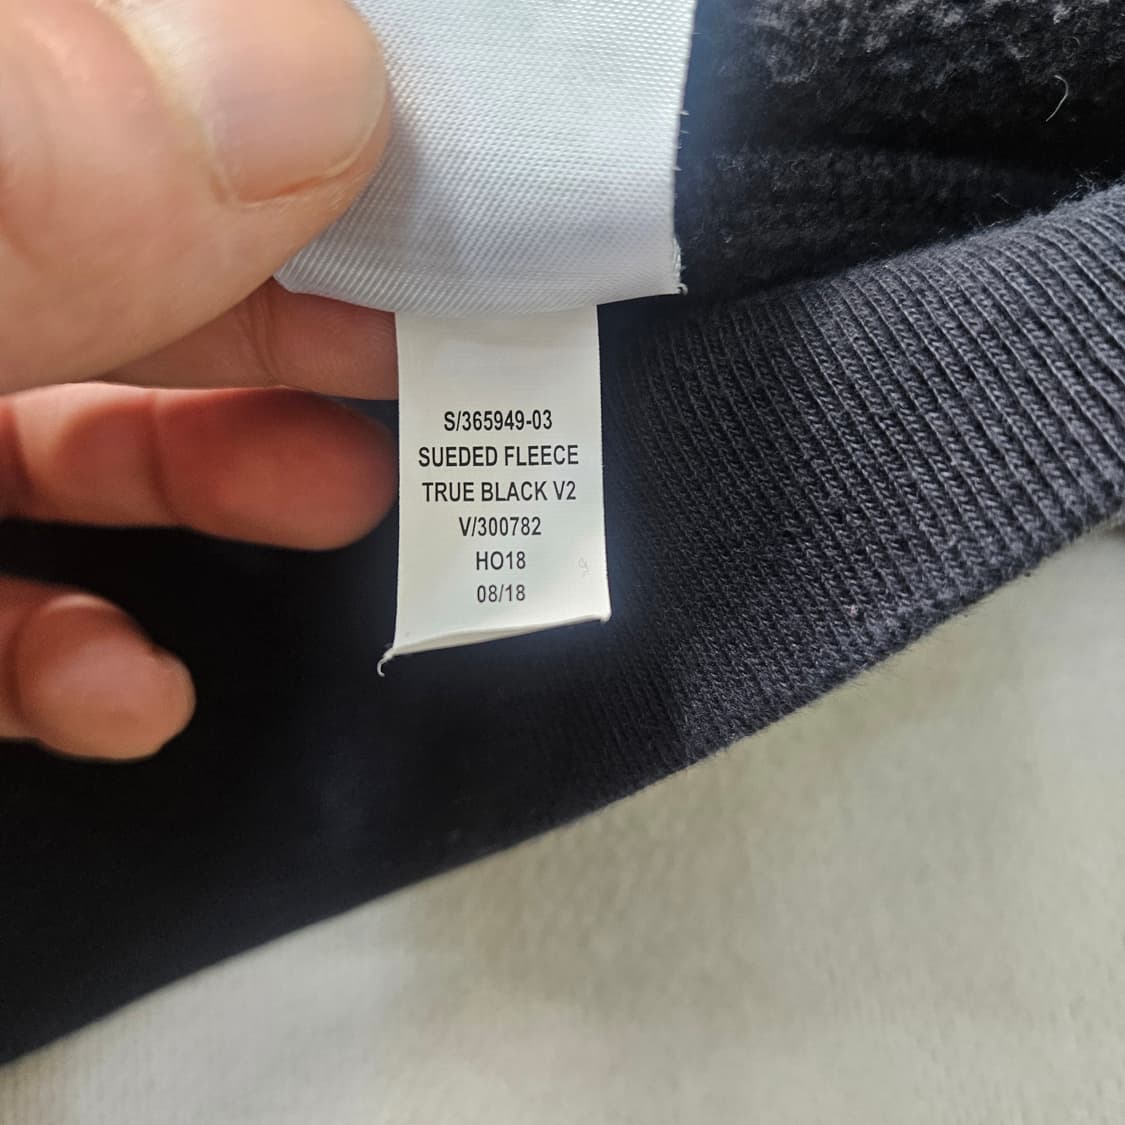 S/365949-03
SUEDED FLEECE
TRUE BLACK V2
V/300782
HO18
08/18